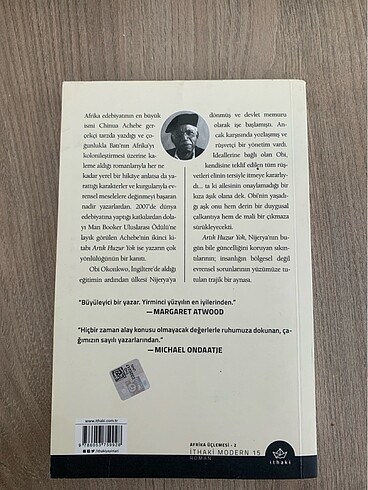 Afrika edebiyatının en büyük
ismi Chinua Achebe ger-
çekçi tarzda yazdığı ve ço-
ğunlukla Batı'nın Afrika'yı
kolonileştirmesi üzerine ka-
leme aldığı romanlarıyla her ne
kadar yerel bir hikâye anlatsa da ya-
rattığı karakterler ve kurgularıyla evren-
sel meselelere değinmeyi başaran
nadir yazarlardan. 2007'de dünya
edebiyatına yaptığı katkılardan dola-
yı Man Booker Uluslarası Ödülü'ne
layık görülen Achebe'nin ikinci ki-
tabı Artık Huzur Yok ise yazarın çok
yönlülüğünün bir kanıtı.
Obi Okonkwo, İngiltere'de aldığı
eğitimin ardından ülkesi Nijerya'ya
dönmüş ve devlet memuru
olarak işe başlamıştı. An-
cak karşısında yozlaşmış ve
rüşvetçi bir yönetim vardı.
İdeallerine bağlı olan Obi,
kendisine teklif edilen tüm rüş-
vetleri elinin tersiyle itmeye kararlıy-
dı... ta ki ailesinin onaylamadığı bir
kıza âşık olana dek. Obi'nin yaşadı-
ğı aşk onu hem derin bir duygusal
çalkantıya hem de mali bir çıkmaza
sürükleyecekti.
Artık Huzur Yok, Nijerya'nın bu-
gün bile güncelliğini koruyan sıkın-
tılarının; insanlığın bölgesel değil
evrensel sorunlarının yüzümüze tu-
tulan trajik bir aynası.
"Büyüleyici bir yazar. Yirminci yüzyılın en iyilerinden."
— MARGARET ATWOOD
"Hiçbir zaman alay konusu olmayacak değerlerle ruhumuza dokunan, ça-
ğımızın sayılı yazarlarından."
— MICHAEL ONDAATJE
www.ithaki.com.tr
9 786053 759928
/ithakiyayinlari
AFRİKA ÜÇLEMESİ - 2
İTHAKİ MODERN 15
ROMAN
ithaki